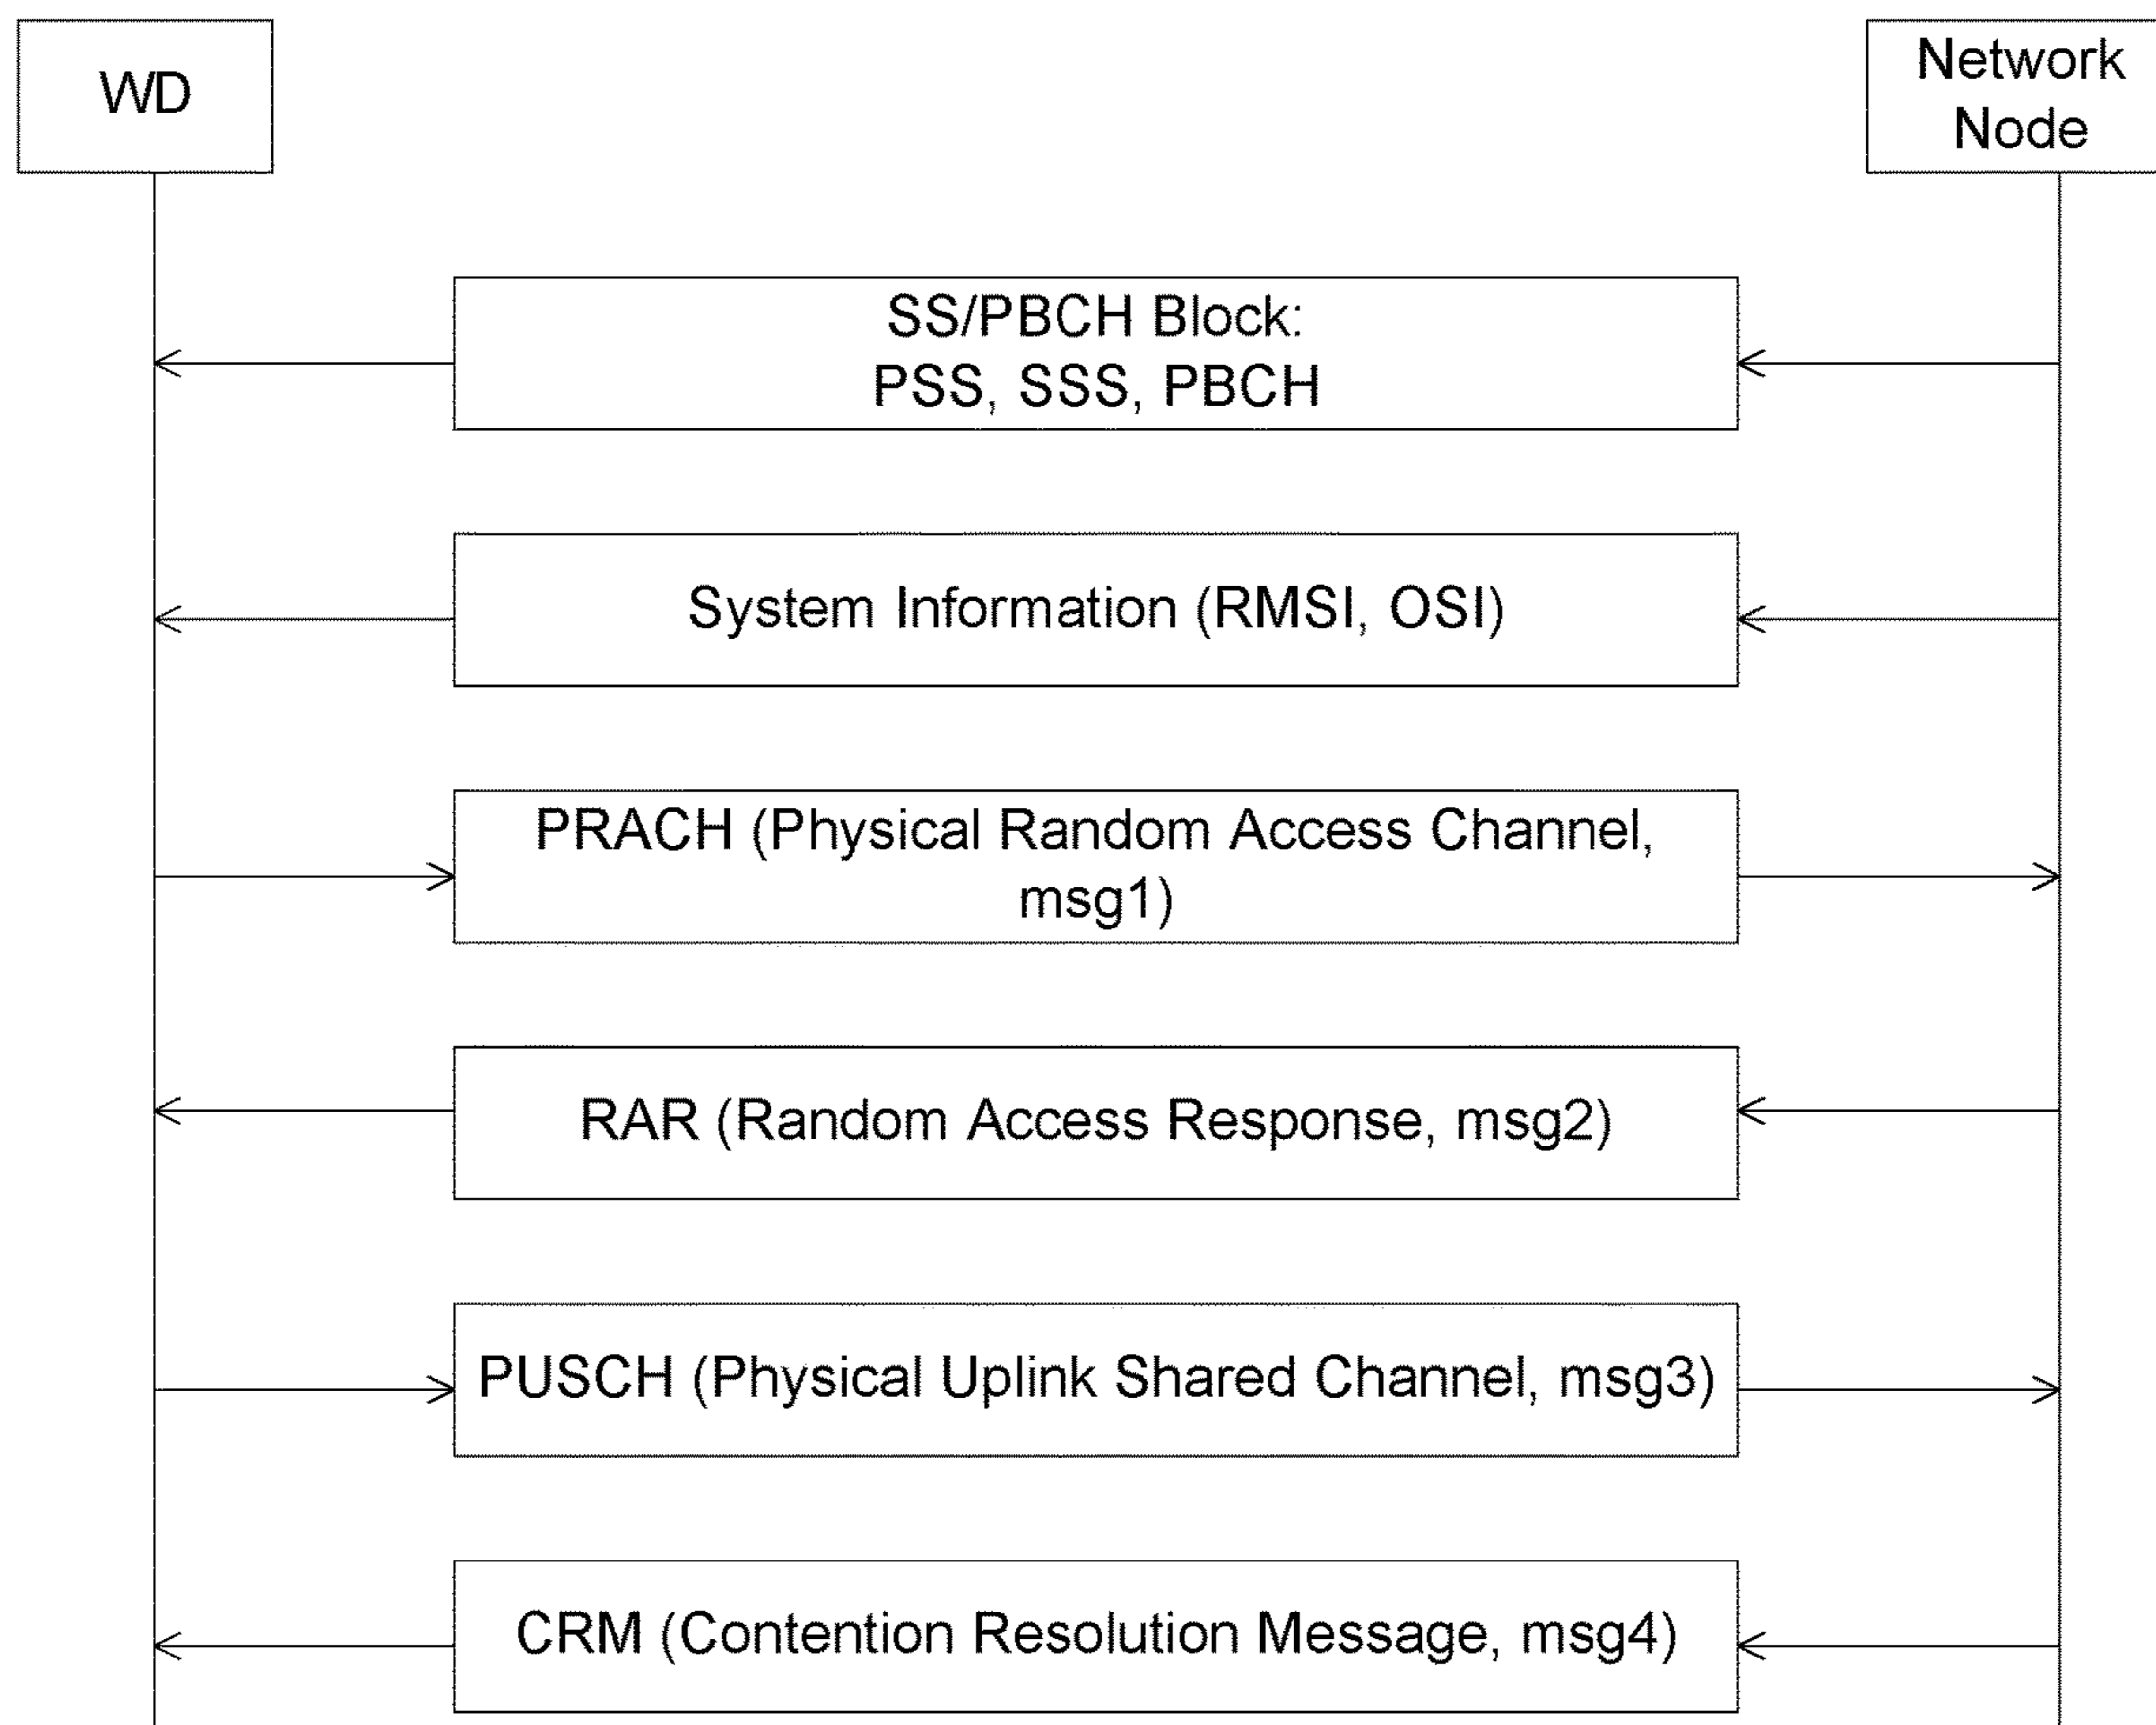 WD
Network
Node
SS/PBCH Block:
PSS, SSS, PBCH
System Information (RMSI, OSI)
PRACH (Physical Random Access Channel,
msg1)
RAR (Random Access Response, msg2)
PUSCH (Physical Uplink Shared Channel, msg3)
CRM (Contention Resolution Message, msg4)